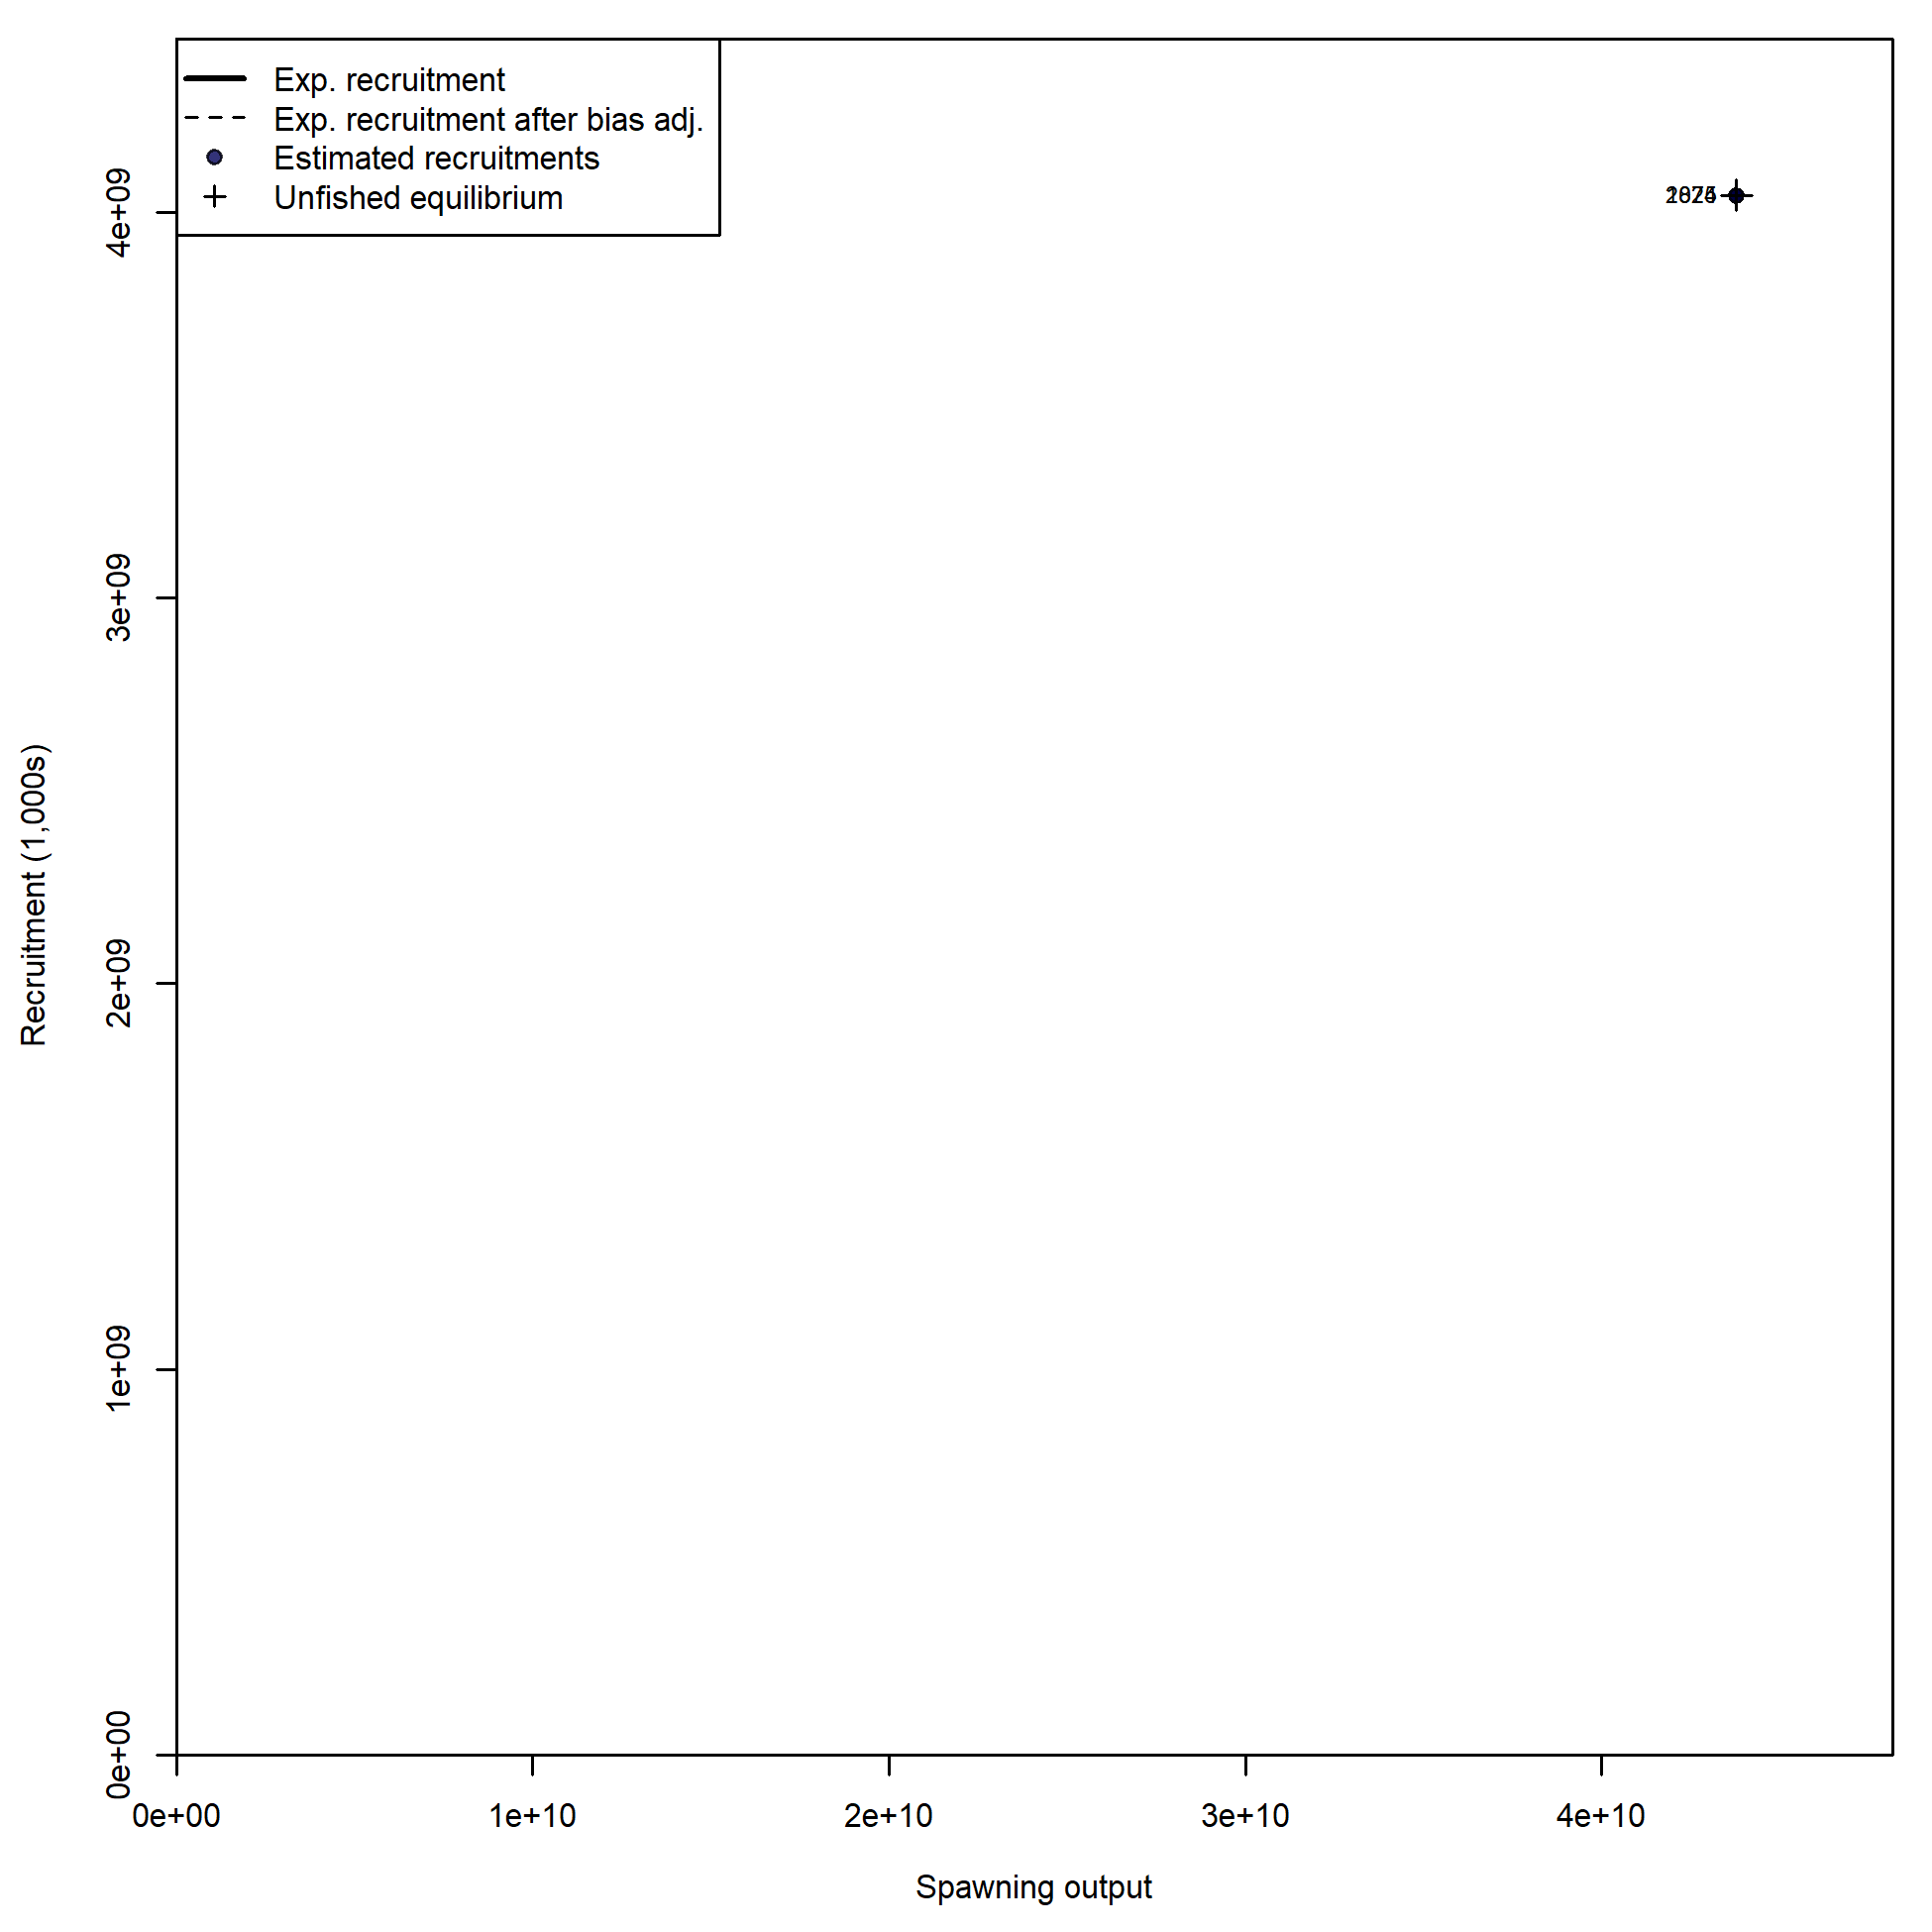 Exp. recruitment
Exp. recruitment after bias adj.
Estimated recruitments
Unfished equilibrium
Recruitment (1,000s)
4e+09
3e+09
2e+09
1e+09
0e+00
0e+00 1e+10 2e+10 3e+10 4e+10
Spawning output